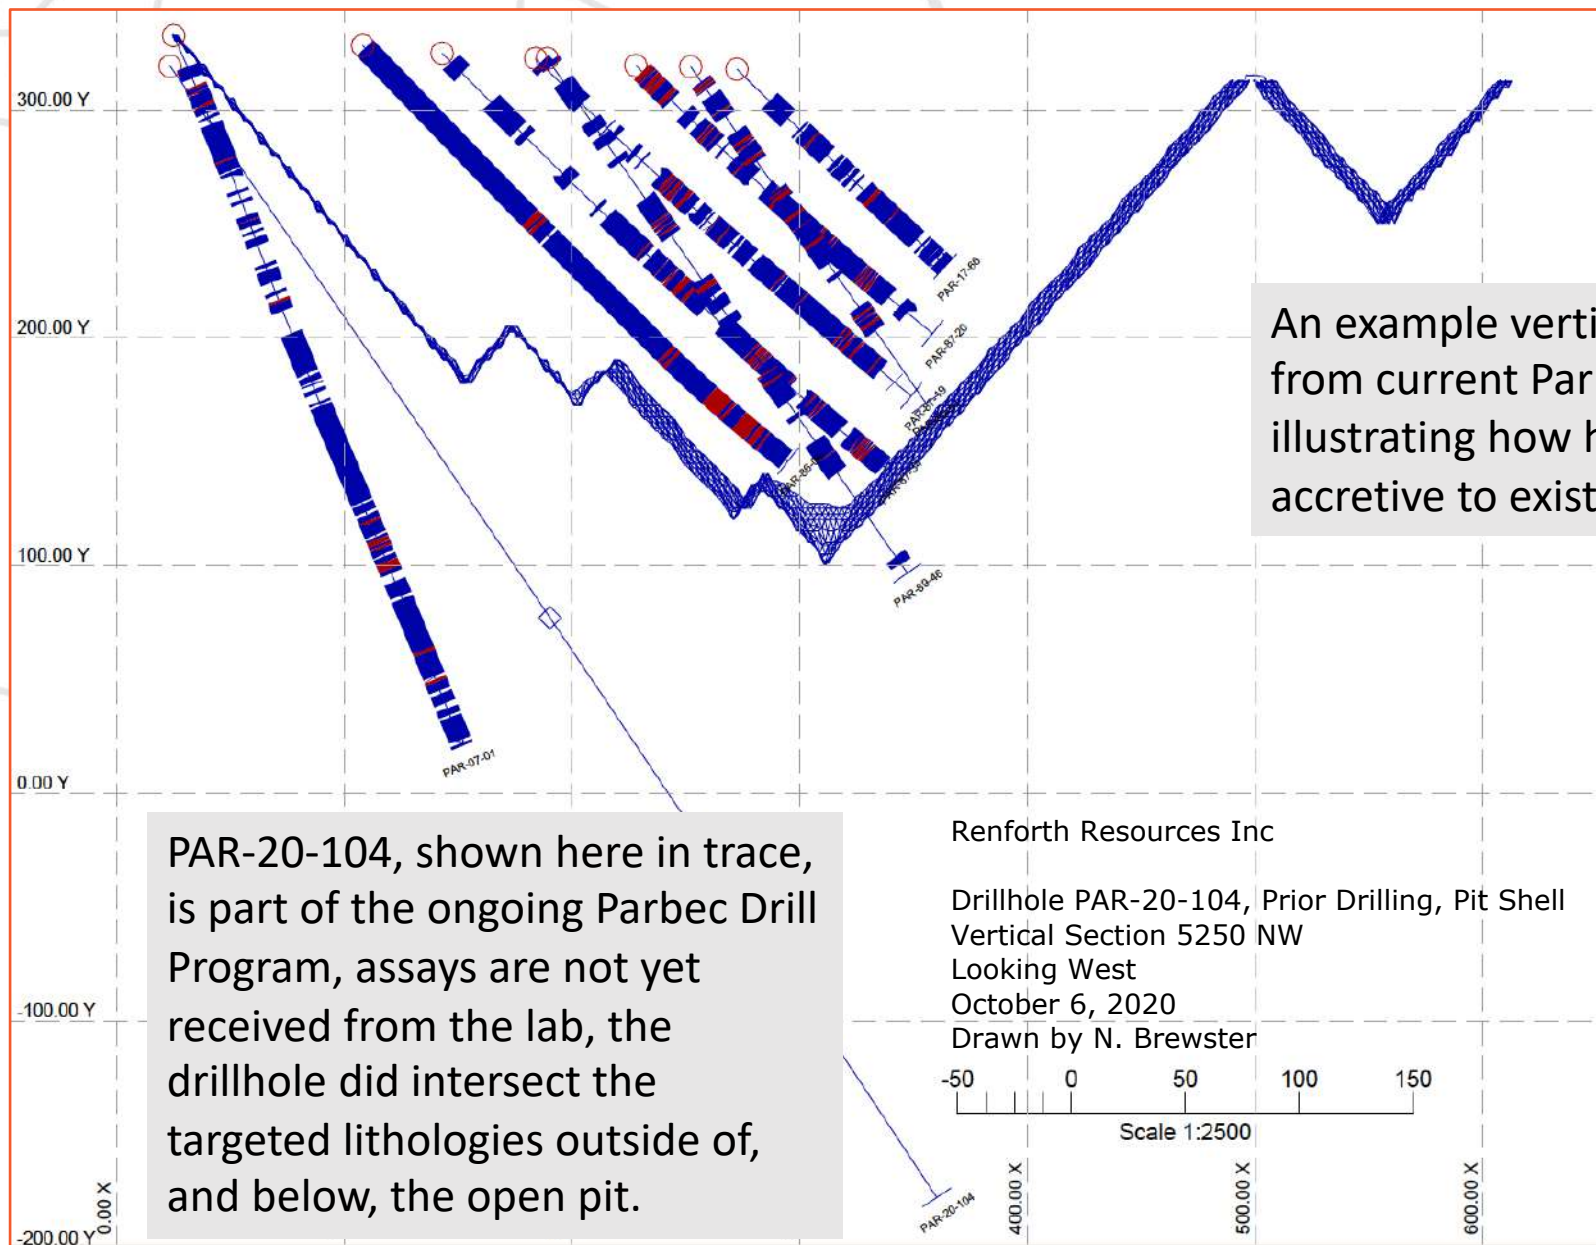 300.00 Y
200.00 Y
100.00 Y
0.00 Y
-100.00 Y
-200.00 Y
PAR-17-66
PAR-87-20
PAR-87-19
PAR-89-46
PAR-07-01
An example verti
from current Par
illustrating how h
accretive to exist
PAR-20-104, shown here in trace,
is part of the ongoing Parbec Drill
Program, assays are not yet
received from the lab, the
drillhole did intersect the
targeted lithologies outside of,
and below, the open pit.
Renforth Resources Inc
Drillhole PAR-20-104, Prior Drilling, Pit Shell
Vertical Section 5250 NW
Looking West
October 6, 2020
Drawn by N. Brewster
-50 0 50 100 150
Scale 1:2500
PAR-20-104
0.00 X
400.00 X
500.00 X
600.00 X